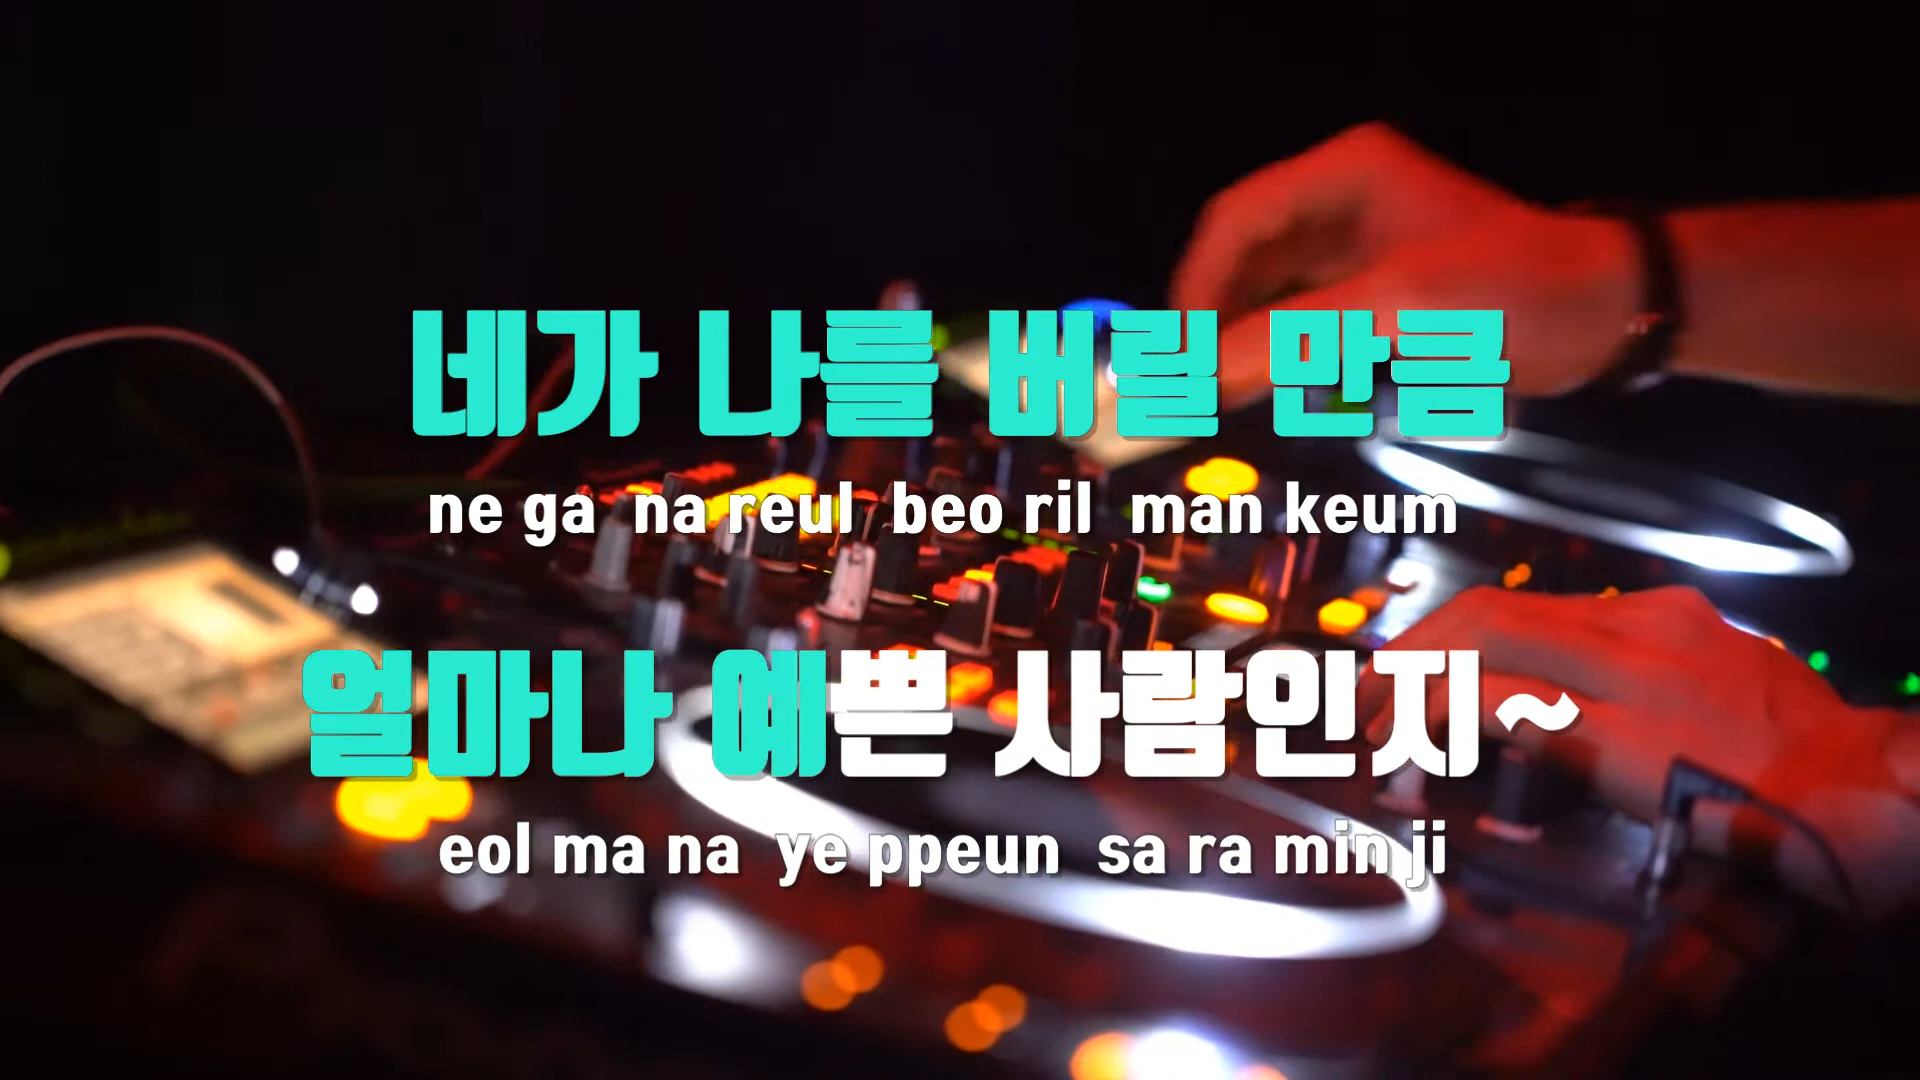 네가 나를 버릴 만큼
ne ga na reul beo ril man keum
얼마나 예쁜 사람인지~
eol ma na ye ppeun sa ra min ji